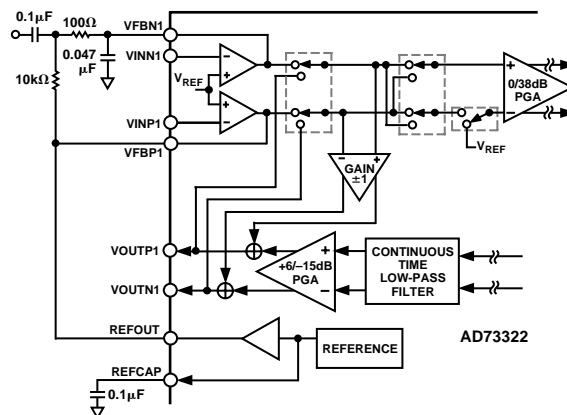 0.1μF
100Ω
VFBN1
VINN1
0.047
μF
10kΩ
VREF
VINP1
VFBP1
0/38dB
PGA
VREF
GAIN
±1
VOUTP1
+6/–15dB
PGA
CONTINUOUS
TIME
LOW-PASS
FILTER
VOUTN1
AD73322
REFOUT
REFERENCE
REFCAP
0.1μF